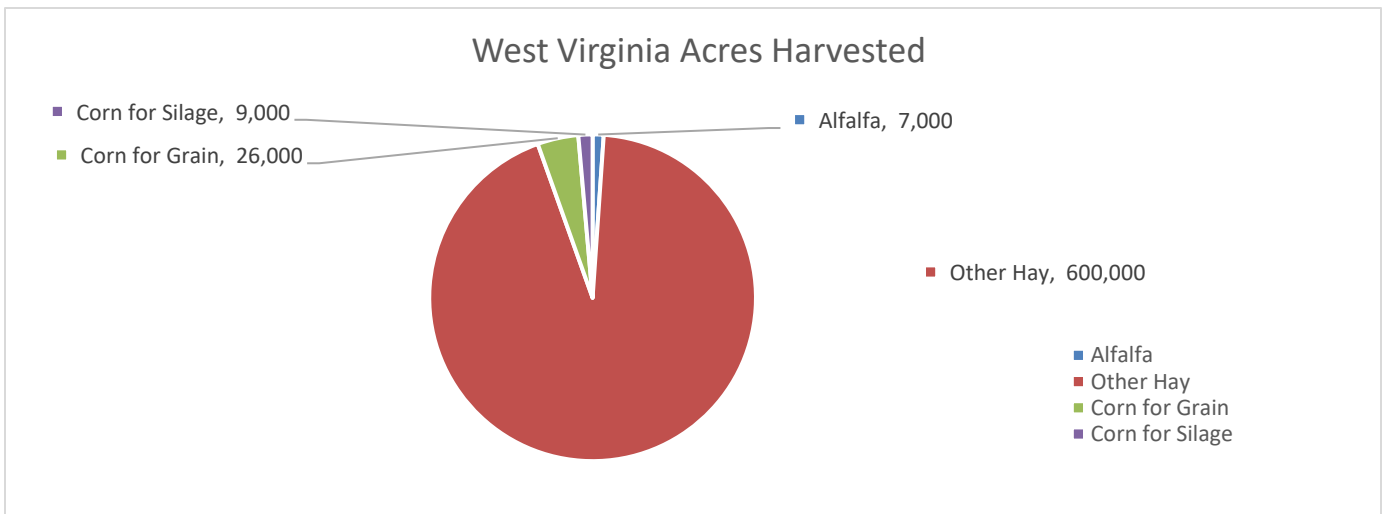 West Virginia Acres Harvested
Corn for Silage, 9,000
Alfalfa, 7,000
Corn for Grain, 26,000
Other Hay, 600,000
Alfalfa
Other Hay
Corn for Grain
Corn for Silage